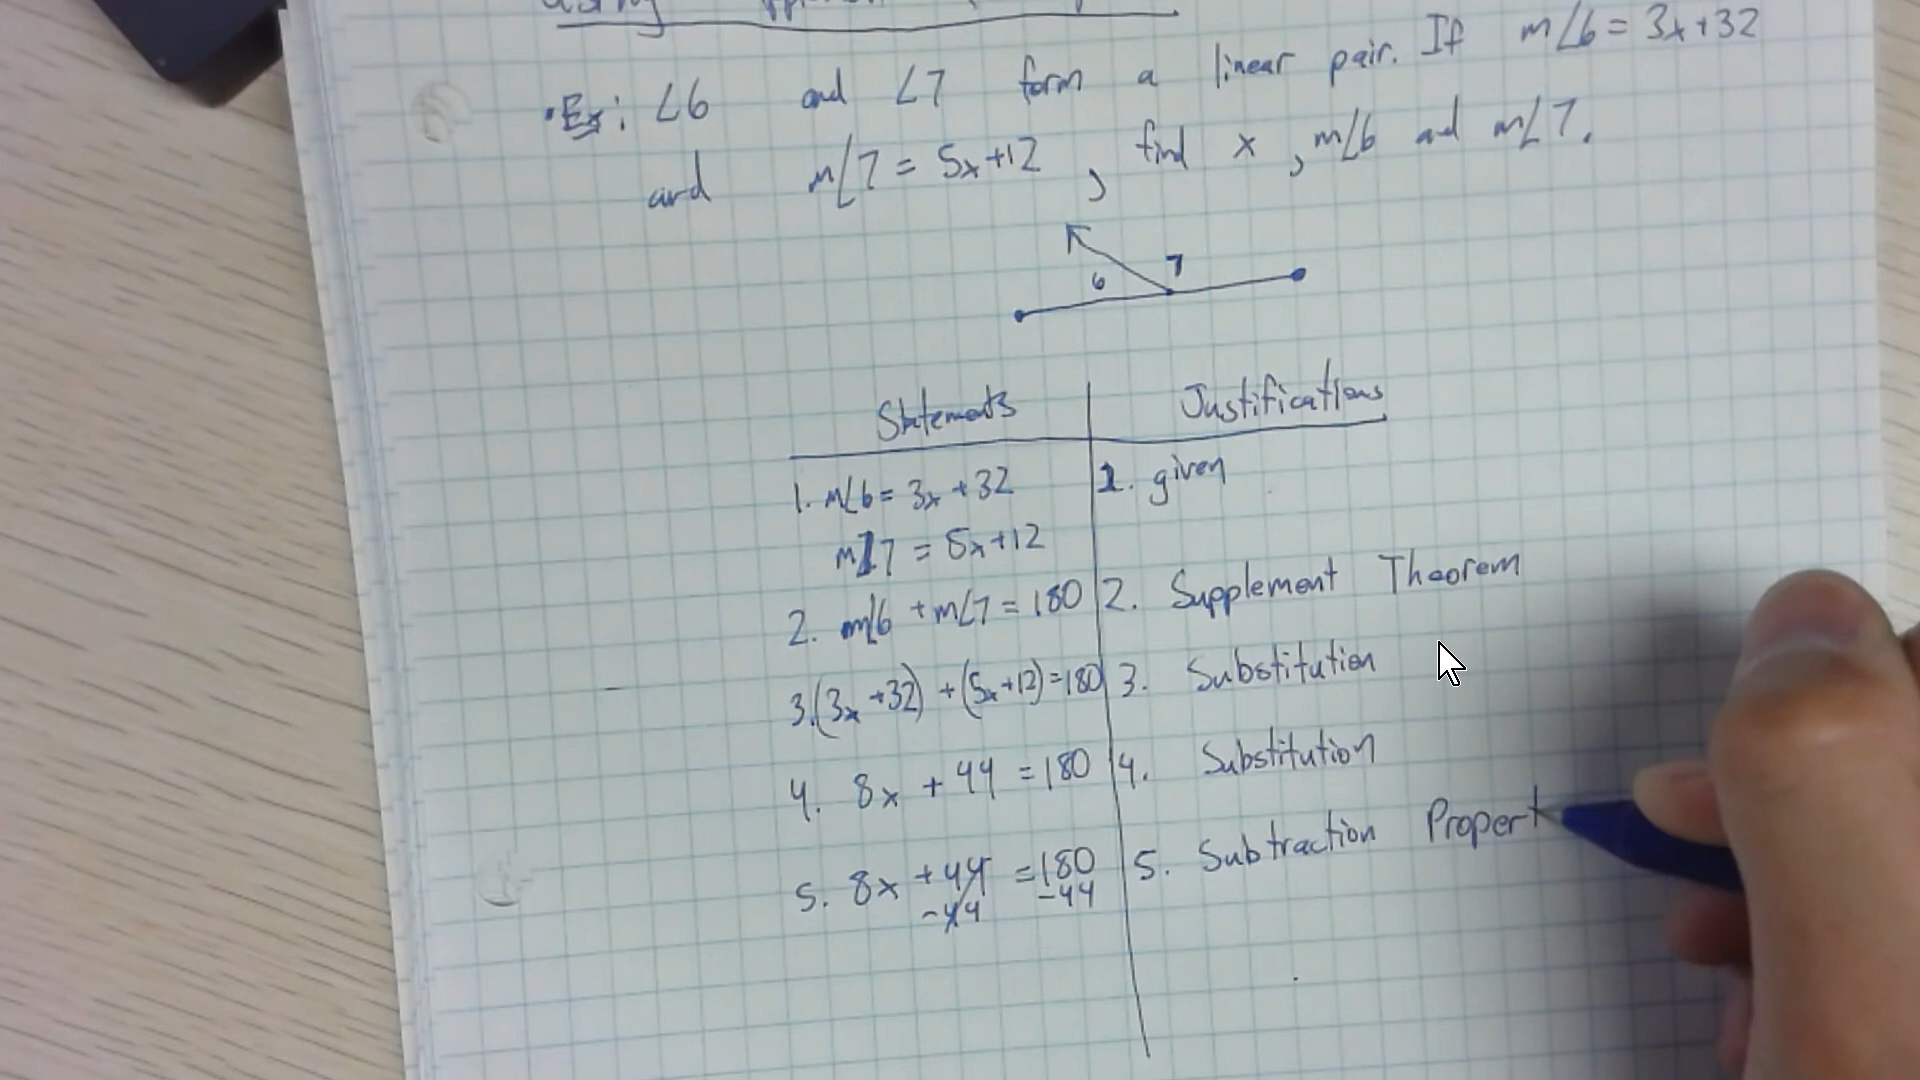 using
• Ex: ∠6 and ∠7 form a linear pair. If m∠6 = 3x+32
and m∠7 = 5x+12, find x, m∠6 and m∠7.
6 7
Statements Justifications
1. m∠6 = 3x + 32 1. given
m∠7 = 5x+12
2. m∠6 + m∠7 = 180 2. Supplement Theorem
3. (3x +32) + (5x+12)=180 3. Substitution
4. 8x + 44 = 180 4. Substitution
5. 8x + 44 = 180 5. Subtraction Propert
-44 -44